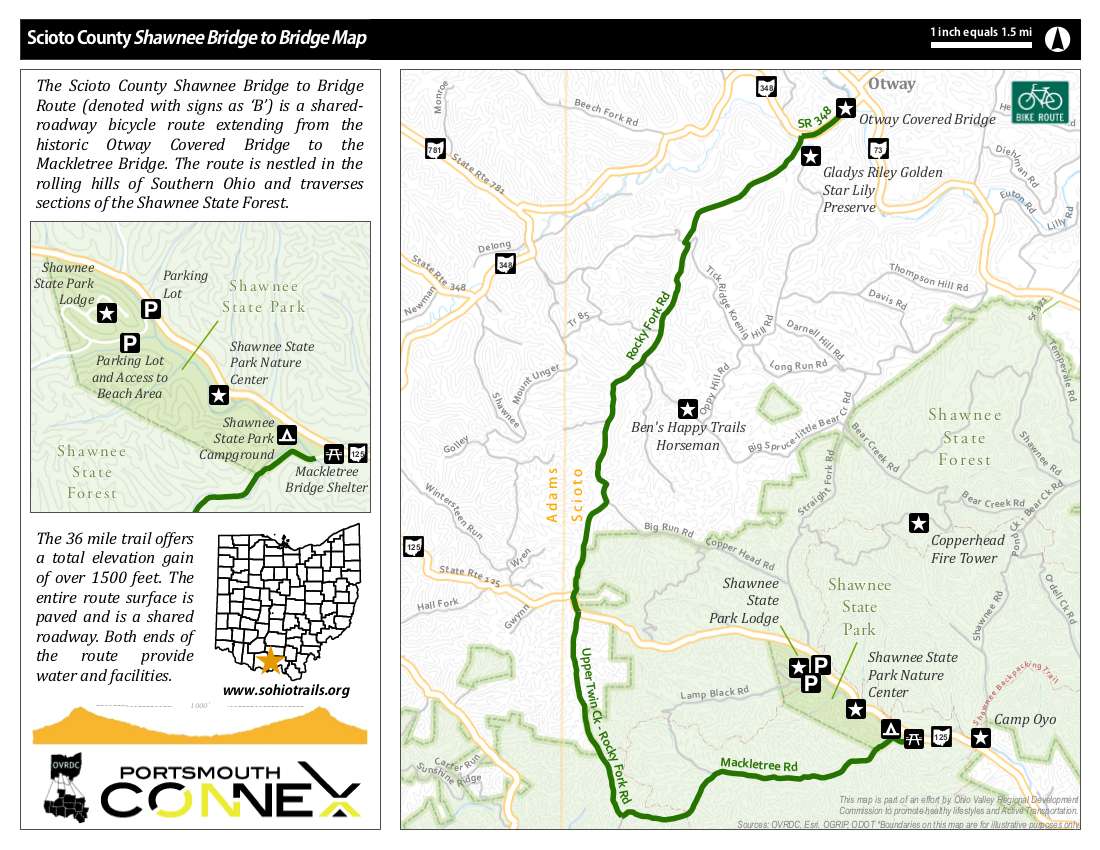 Scioto County Shawnee Bridge to Bridge Map
1 inch equals 1.5 mi
The Scioto County Shawnee Bridge to Bridge
Route (denoted with signs as ‘B’) is a shared-
roadway bicycle route extending from the
historic Otway Covered Bridge to the
Mackletree Bridge. The route is nestled in the
rolling hills of Southern Ohio and traverses
sections of the Shawnee State Forest.
Shawnee
State Park
Lodge
Parking
Lot
Shawnee
State Park
P
P
Parking Lot
and Access to
Beach Area
Shawnee State
Park Nature
Center
Shawnee
State Park
Campground
Shawnee
State
Forest
125
Mackletree
Bridge Shelter
The 36 mile trail offers
a total elevation gain
of over 1500 feet. The
entire route surface is
paved and is a shared
roadway. Both ends of
the route provide
water and facilities.
www.sohiotrails.org
1000'
OVRDC
PORTSMOUTH
CONNEX
Monroe
Beech Fork Rd
348
Otway
SR 348
Otway Covered Bridge
BIKE ROUTE
781
State Rte 781
73
Gladys Riley Golden
Star Lily
Preserve
Diehlman Rd
Euton Rd
Lilly Rd
Delong
348
State Rte 348
Newman
Tr 85
Tick Ridge Koenig
Hill Rd
Thompson Hill Rd
Davis Rd
Darnell Hill Rd
Long Run Rd
Sr 321
Tempevale Rd
Rocky Fork Rd
Mount Unger
Shawnee
Golley
Ben's Happy Trails
Horseman
Oppy Hill Rd
Big Spruce-little Bear Cr Rd
Bear Creek Rd
Shawnee
State
Forest
Shawnee Rd
Adams
Scioto
Straight Fork Rd
Bear Creek Rd
Wintersteen Run
Wren
125
State Rte 125
Big Run Rd
Copper Head Rd
Copperhead
Fire Tower
Pond Ck - Bear Ck Rd
Hall Fork
Gwynn
Shawnee
State
Park Lodge
Shawnee
State
Park
Shawnee Rd
Ordell Ck Rd
Upper Twin Ck - Rocky Fork Rd
P
P
Shawnee State
Park Nature
Center
Lamp Black Rd
Shawnee Backpacking Trail
Camp Oyo
125
Mackletree Rd
Carter Run
Sunshine Ridge
This map is part of an effort by Ohio Valley Regional Development
Commission to promote healthy lifestyles and Active Transportation.
Sources: OVRDC, Esri, OGRIP, ODOT *Boundaries on this map are for illustrative purposes only